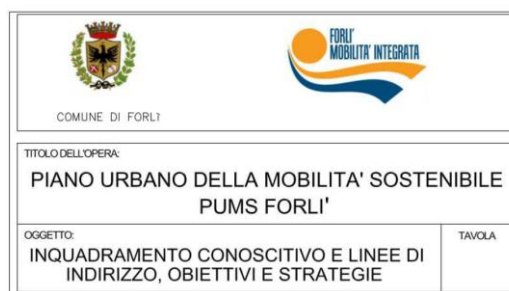 FORLI'
MOBILITA' INTEGRATA
COMUNE DI FORLI'
TITOLO DELL'OPERA:
PIANO URBANO DELLA MOBILITA' SOSTENIBILE
PUMS FORLI'
OGGETTO:
TAVOLA
INQUADRAMENTO CONOSCITIVO E LINEE DI
INDIRIZZO, OBIETTIVI E STRATEGIE